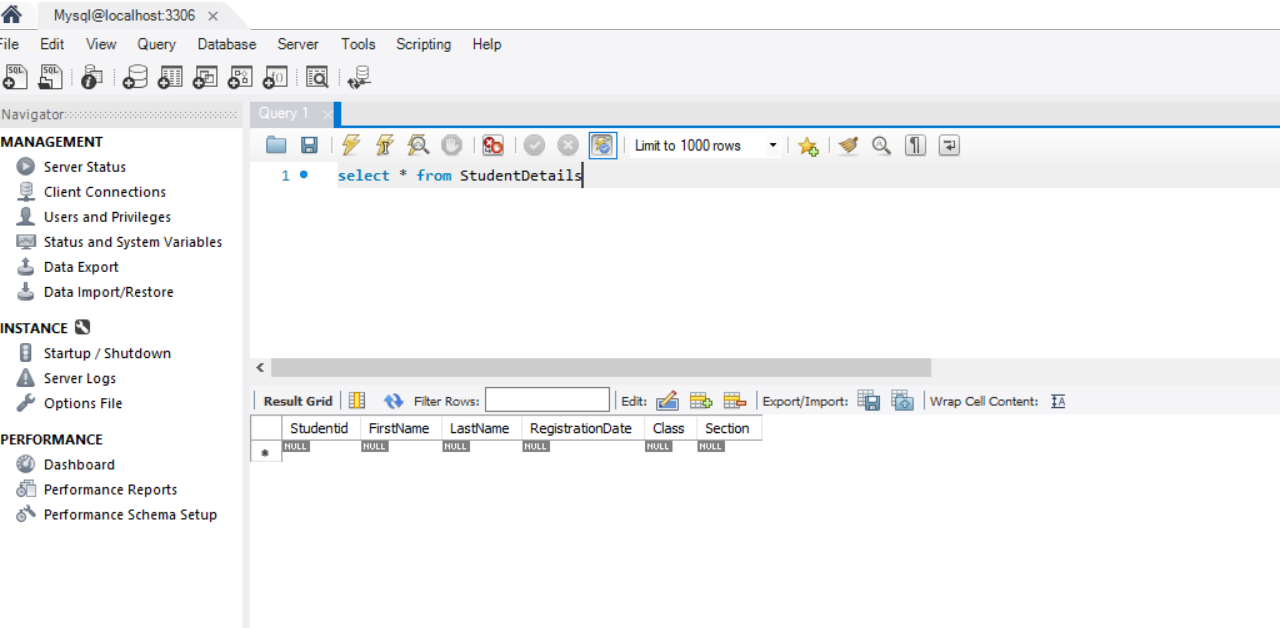 Mysql@localhost:3306
File Edit View Query Database Server Tools Scripting Help
SQL SQL
Navigator
Query 1
MANAGEMENT
Server Status
Client Connections
Users and Privileges
Status and System Variables
Data Export
Data Import/Restore
INSTANCE
Startup / Shutdown
Server Logs
Options File
PERFORMANCE
Dashboard
Performance Reports
Performance Schema Setup
Limit to 1000 rows
1 select * from StudentDetails
Result Grid Filter Rows: Edit: Export/Import: Wrap Cell Content:
Studentid FirstName LastName RegistrationDate Class Section
NULL NULL NULL NULL NULL NULL